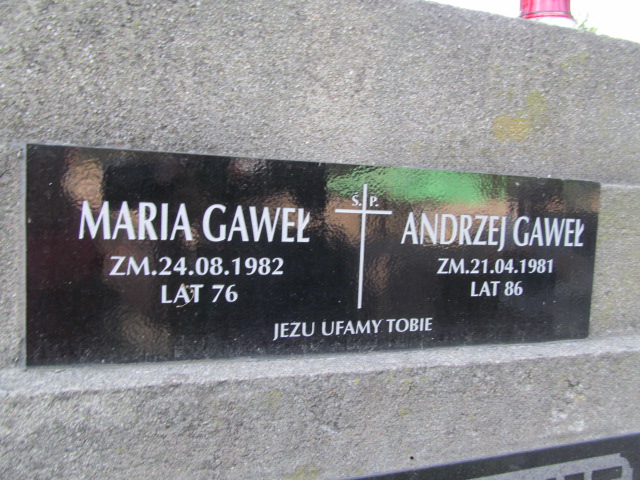 Ś. P.
MARIA GAWEŁ
ZM.24.08.1982
LAT 76
ANDRZEJ GAWEŁ
ZM.21.04.1981
LAT 86
JEZU UFAMY TOBIE